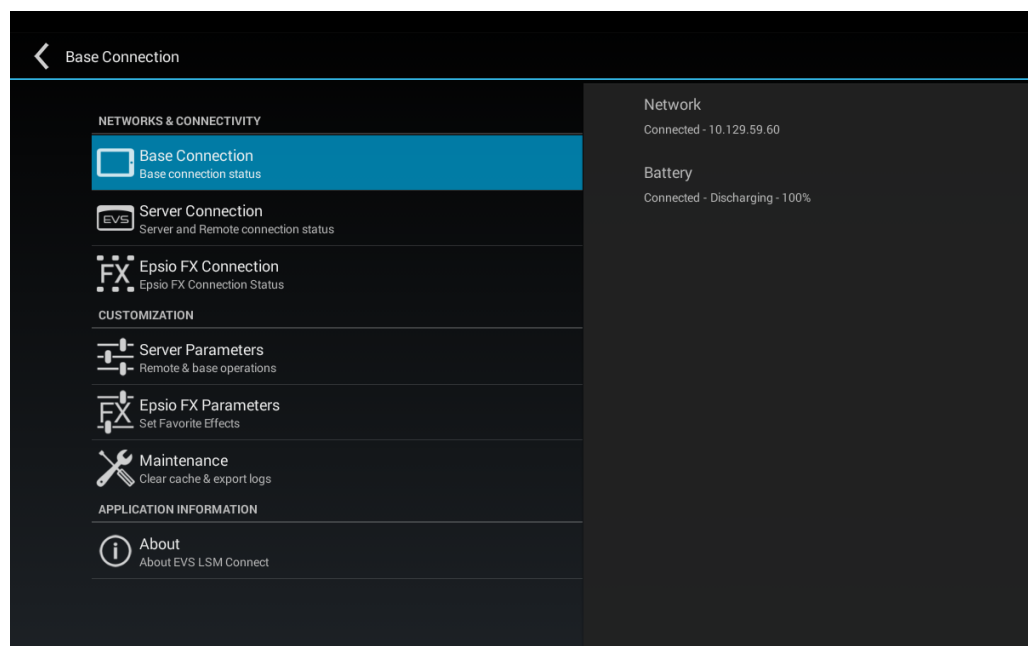 Base Connection
NETWORKS & CONNECTIVITY
Base Connection
Base connection status
EVS
Server Connection
Server and Remote connection status
FX
Epsio FX Connection
Epsio FX Connection Status
CUSTOMIZATION
Server Parameters
Remote & base operations
FX
Epsio FX Parameters
Set Favorite Effects
Maintenance
Clear cache & export logs
APPLICATION INFORMATION
i
About
About EVS LSM Connect
Network
Connected - 10.129.59.60
Battery
Connected - Discharging - 100%